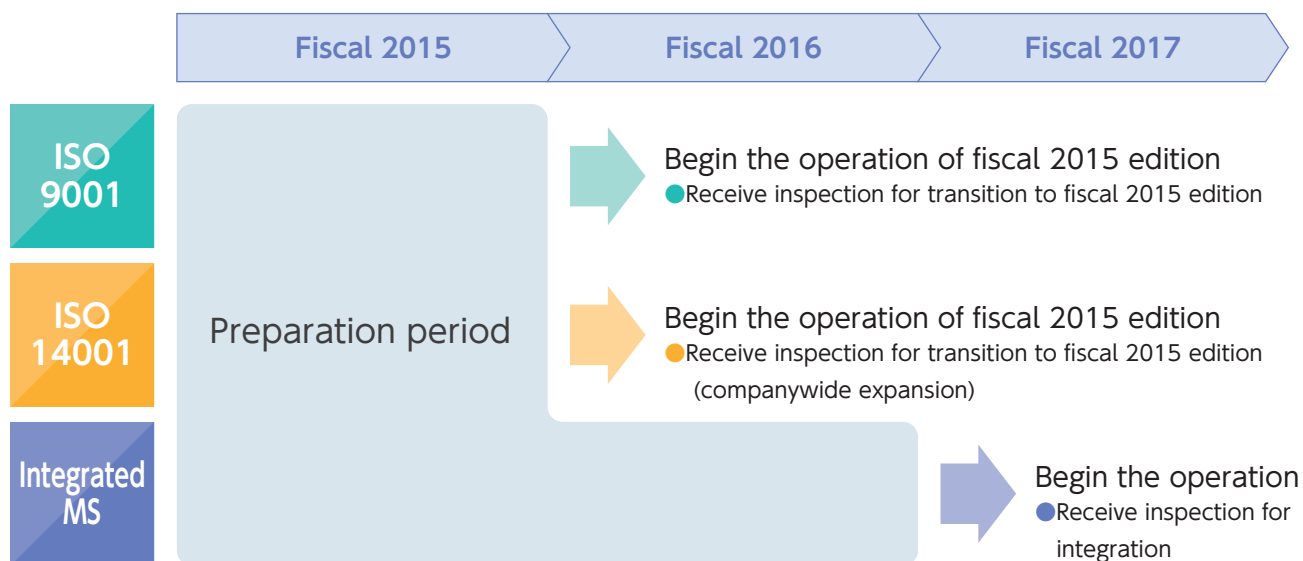 Fiscal 2015
Fiscal 2016
Fiscal 2017
ISO
9001
Begin the operation of fiscal 2015 edition
●Receive inspection for transition to fiscal 2015 edition
ISO
14001
Preparation period
Begin the operation of fiscal 2015 edition
●Receive inspection for transition to fiscal 2015 edition
(companywide expansion)
Integrated
MS
Begin the operation
●Receive inspection for
integration